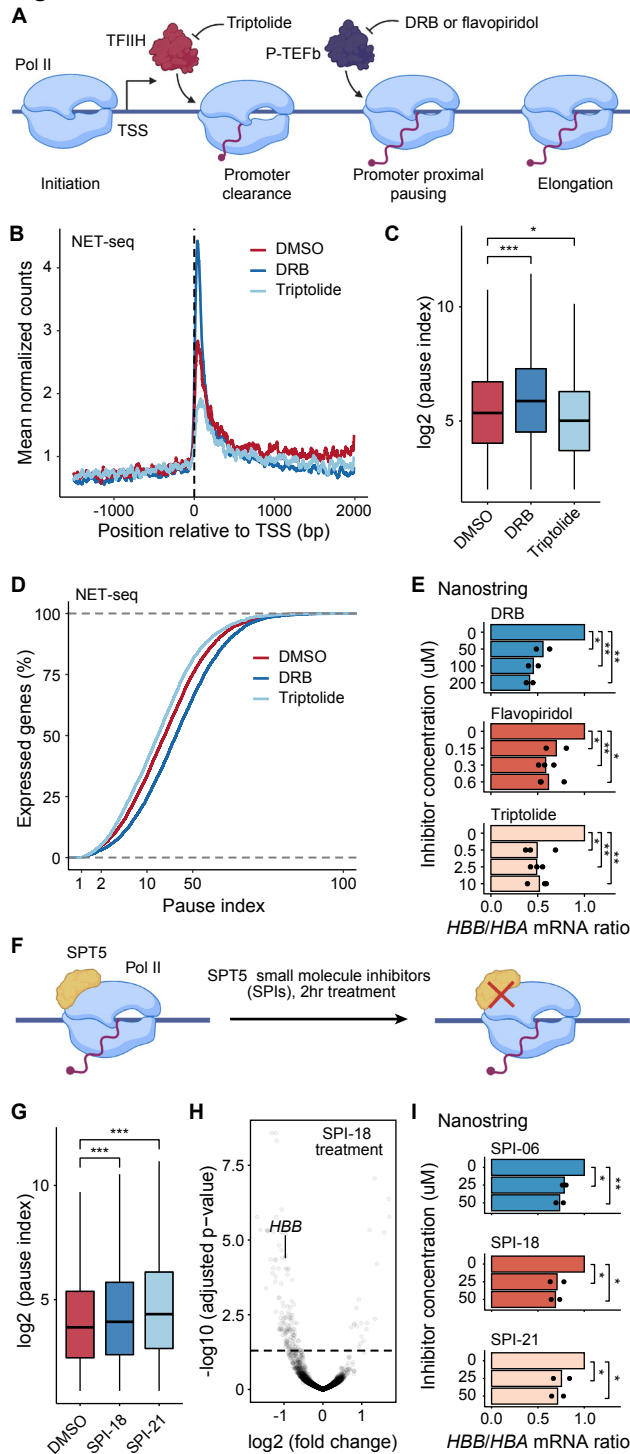 A
Triptolide
TFIIH
DRB or flavopiridol
P-TEFb
Pol II
TSS
Initiation
Promoter
clearance
Promoter proximal
pausing
Elongation
B
NET-seq
DMSO
DRB
Triptolide
Mean normalized counts
4
3
2
1
-1000
0
1000
2000
Position relative to TSS (bp)
C
*
***
log2 (pause index)
10
5
DMSO
DRB
Triptolide
D
NET-seq
Expressed genes (%)
100
75
50
25
0
DMSO
DRB
Triptolide
1
2
10
50
100
Pause index
E
Nanostring
Inhibitor concentration (uM)
DRB
0
50
100
200
*
**
**
Flavopiridol
0
0.15
0.3
0.6
*
**
*
Triptolide
0
0.5
2.5
10
*
**
**
0.0
0.5
1.0
HBB/HBA mRNA ratio
F
SPT5
Pol II
SPT5 small molecule inhibitors
(SPIs), 2hr treatment
G
***
***
log2 (pause index)
10
5
DMSO
SPI-18
SPI-21
H
SPI-18
treatment
HBB
-log10 (adjusted p−value)
7.5
5.0
2.5
0.0
-1
0
1
log2 (fold change)
I
Nanostring
Inhibitor concentration (uM)
SPI-06
0
25
50
*
**
SPI-18
0
25
50
*
*
SPI-21
0
25
50
*
*
0.0
0.5
1.0
HBB/HBA mRNA ratio